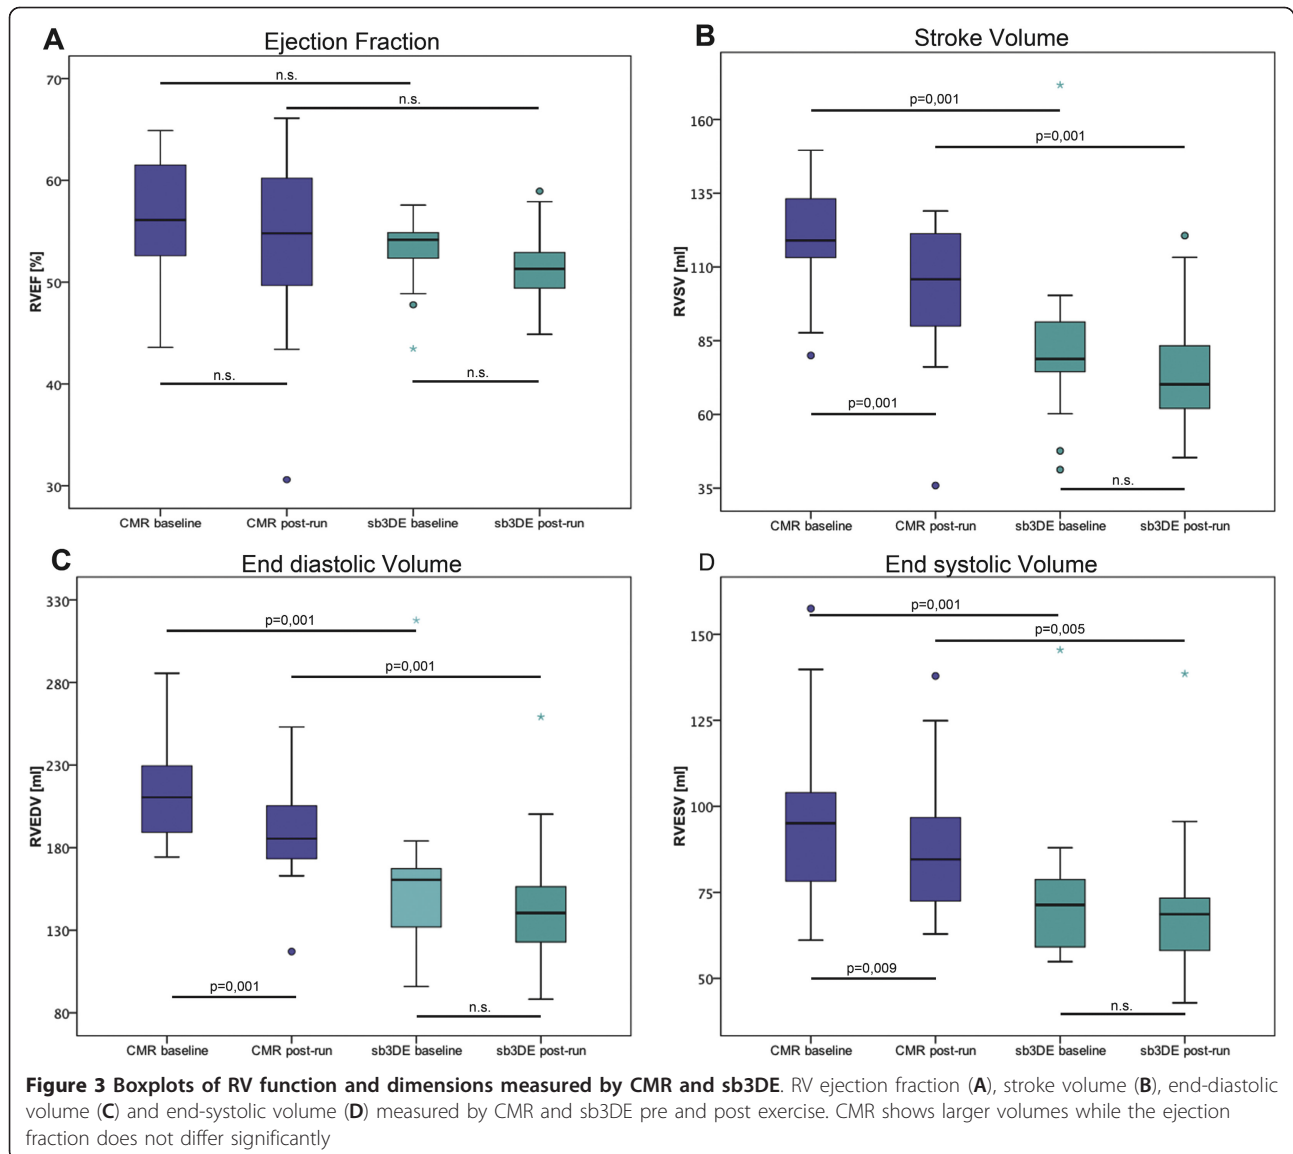 A
Ejection Fraction
n.s.
n.s.
70
60
50
40
30
RVEF [%]
n.s.
n.s.
CMR baseline
CMR post-run
sb3DE baseline
sb3DE post-run
B
Stroke Volume
p=0,001
p=0,001
160
135
110
85
60
35
RVSV [ml]
p=0,001
n.s.
CMR baseline
CMR post-run
sb3DE baseline
sb3DE post-run
C
End diastolic Volume
p=0,001
p=0,001
330
280
230
180
130
80
RVEDV [ml]
p=0,001
n.s.
CMR baseline
CMR post-run
sb3DE baseline
sb3DE post-run
D
End systolic Volume
p=0,001
p=0,005
150
125
100
75
50
RVESV [ml]
p=0,009
n.s.
CMR baseline
CMR post-run
sb3DE baseline
sb3DE post-run
Figure 3 Boxplots of RV function and dimensions measured by CMR and sb3DE. RV ejection fraction (A), stroke volume (B), end-diastolic
volume (C) and end-systolic volume (D) measured by CMR and sb3DE pre and post exercise. CMR shows larger volumes while the ejection
fraction does not differ significantly